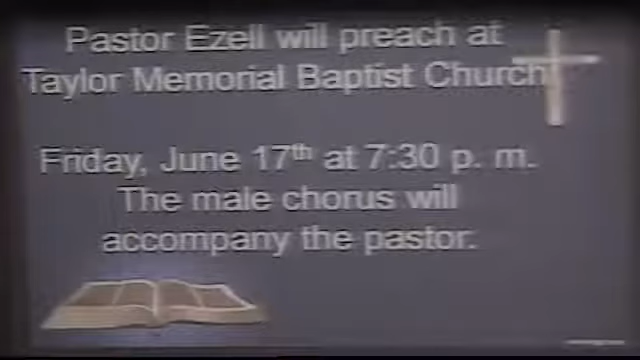 Pastor Ezell will preach at
Taylor Memorial Baptist Church
Friday, June 17th at 7:30 p. m.
The male chorus will
accompany the pastor.